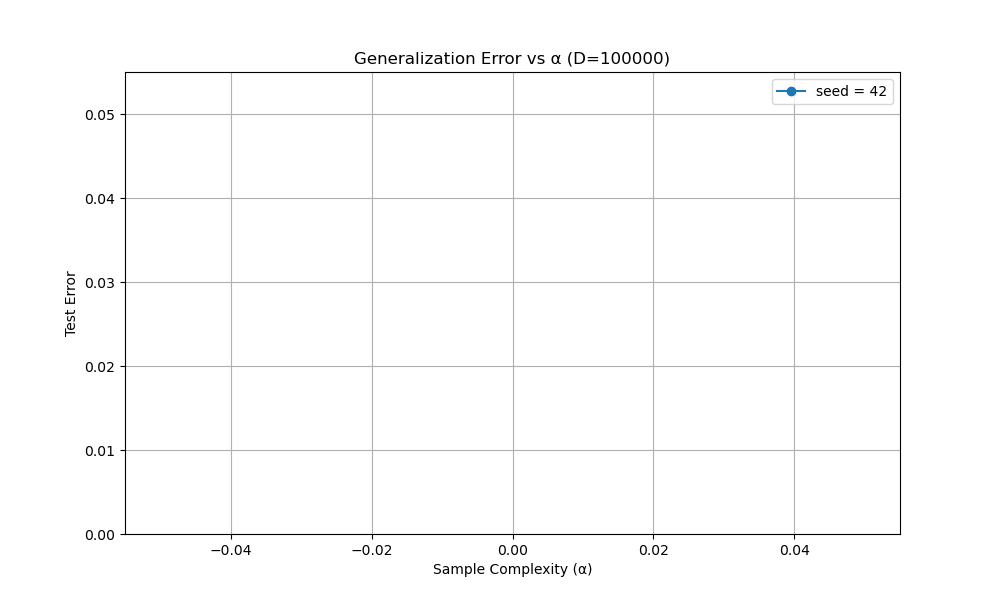 Generalization Error vs α (D=100000)
seed = 42
0.05
0.04
0.03
0.02
0.01
0.00
Test Error
−0.04 −0.02 0.00 0.02 0.04
Sample Complexity (α)